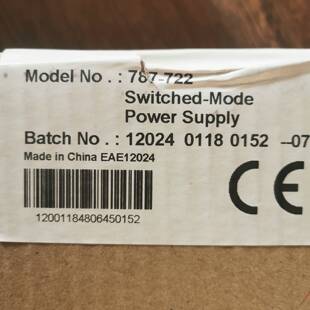 Model No . : 787-722
Switched-Mode
Power Supply
Batch No . : 12024 0118 0152 --07
Made in China EAE12024
CE
12001184806450152